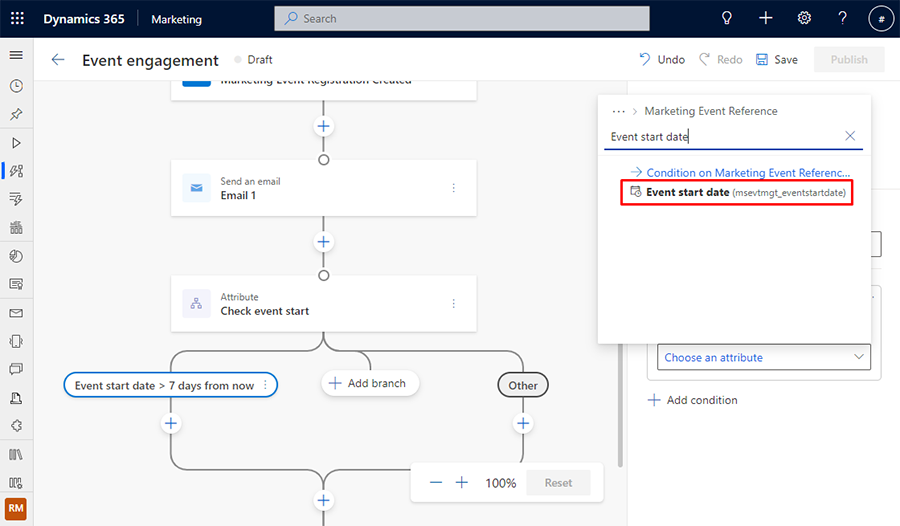 Dynamics 365
Marketing
Search
?
#
Event engagement
Draft
Undo
Redo
Save
Publish
Marketing Event Registration Created
Send an email
Email 1
Attribute
Check event start
Event start date > 7 days from now
Add branch
Other
100%
Reset
... > Marketing Event Reference
Event start date
Condition on Marketing Event Referenc...
Event start date (msevtmgt_eventstartdate)
Choose an attribute
Add condition
RM